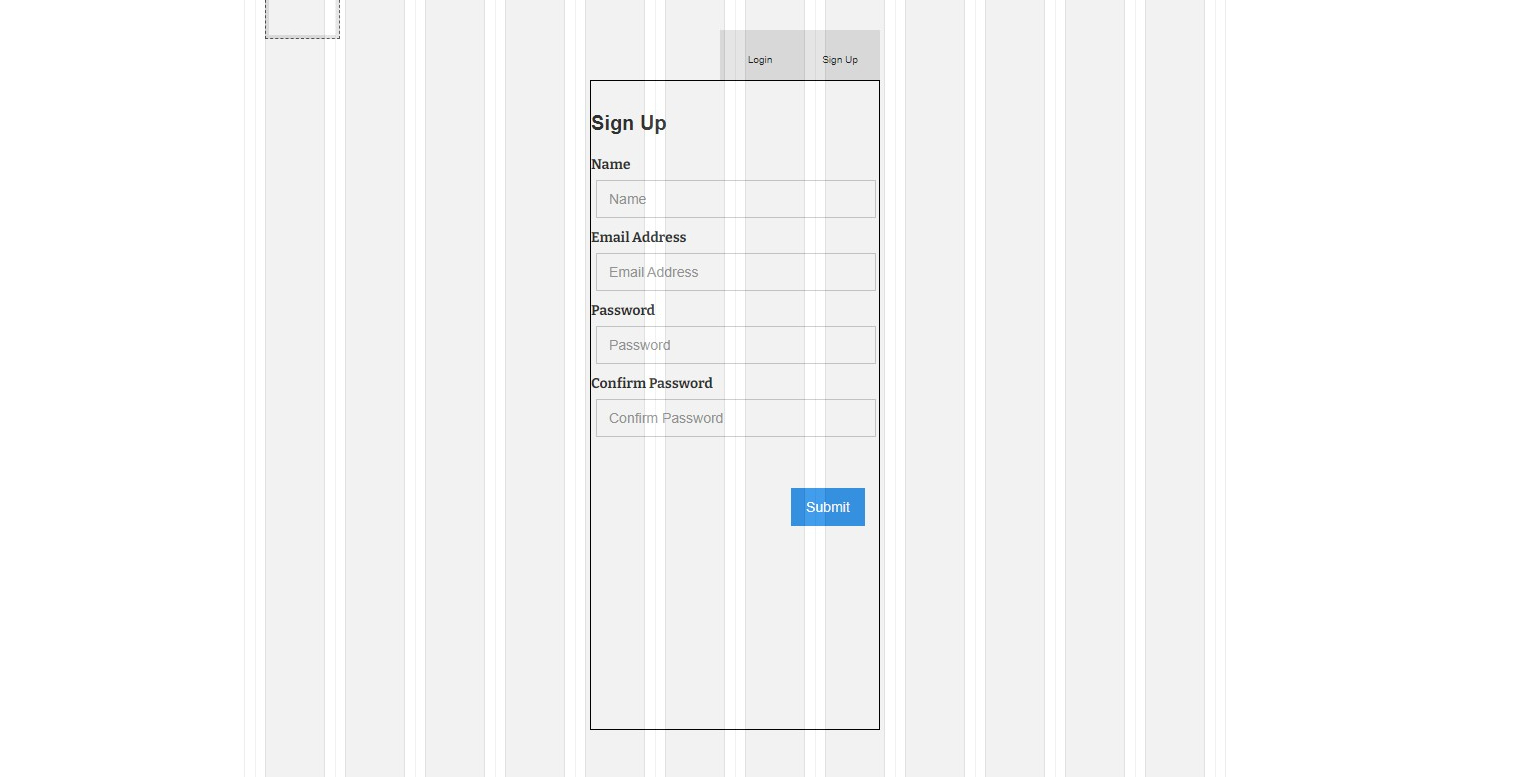 Login Sign Up
Sign Up
Name
Name
Email Address
Email Address
Password
Password
Confirm Password
Confirm Password
Submit